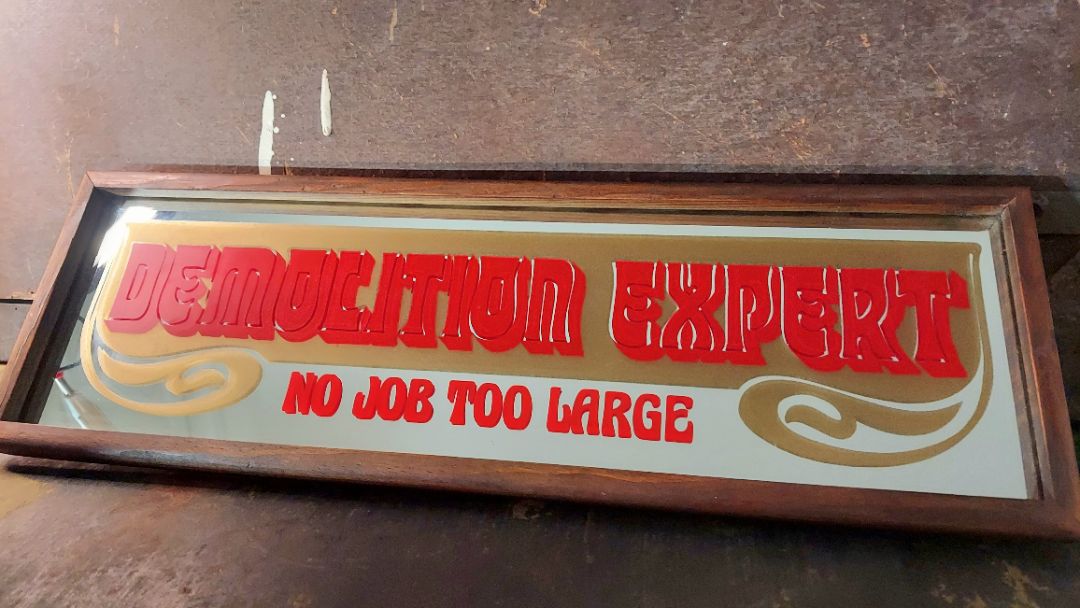 DEMOLITION EXPERT
NO JOB TOO LARGE